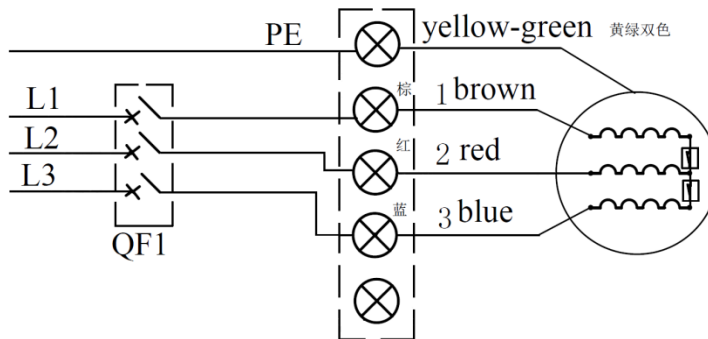 PE
yellow-green 黄绿双色
L1
棕
1 brown
L2
红
2 red
L3
蓝
3 blue
QF1